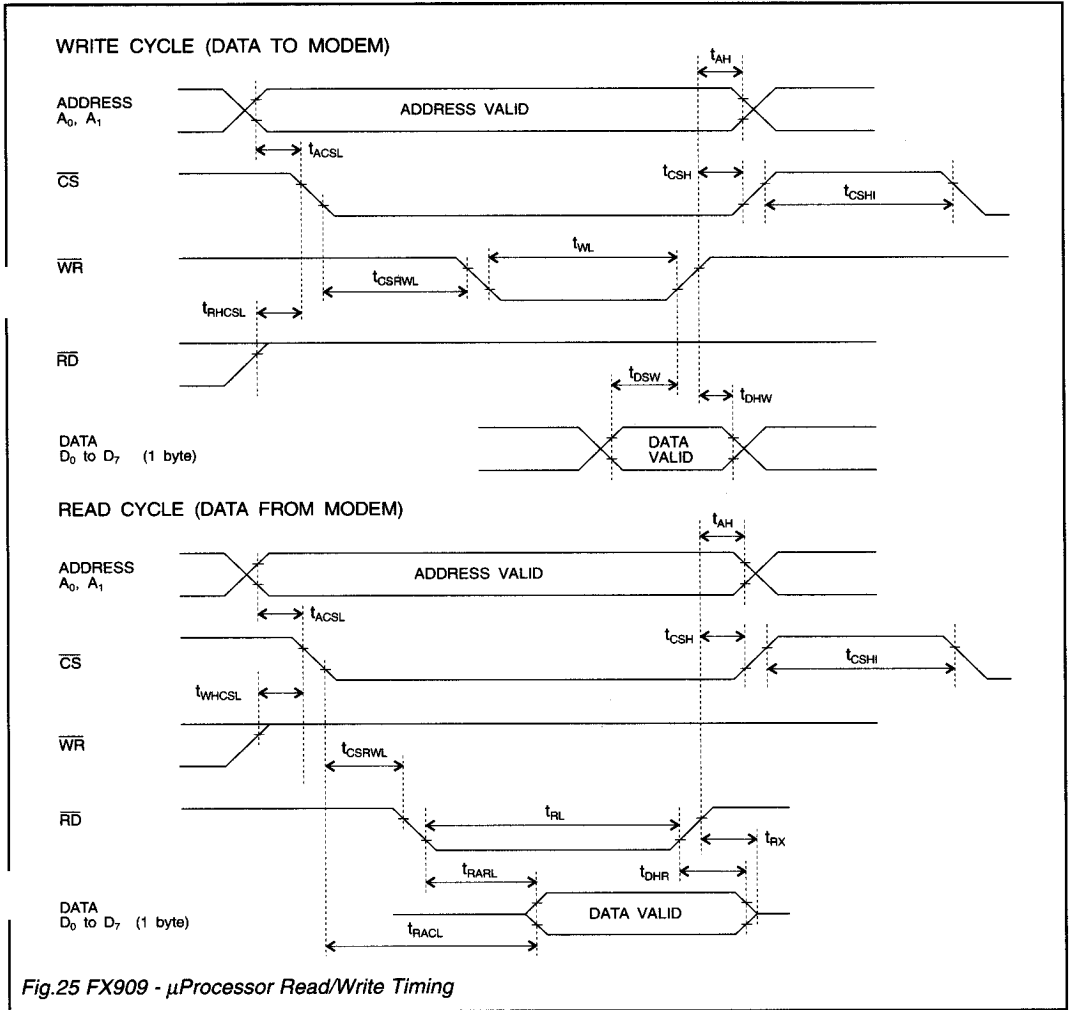 WRITE CYCLE (DATA TO MODEM)
tAH
ADDRESS
A0, A1
ADDRESS VALID
tACSL
CS
tCSH
tCSHI
WR
tWL
tCSRWL
tRHCSL
RD
tDSW
tDHW
DATA
D0 to D7 (1 byte)
DATA
VALID
READ CYCLE (DATA FROM MODEM)
tAH
ADDRESS
A0, A1
ADDRESS VALID
tACSL
CS
tCSH
tCSHI
tWHCSL
WR
tCSRWL
RD
tRL
tRX
tRARL
tDHR
DATA
D0 to D7 (1 byte)
DATA VALID
tRACL
Fig.25 FX909 - µProcessor Read/Write Timing